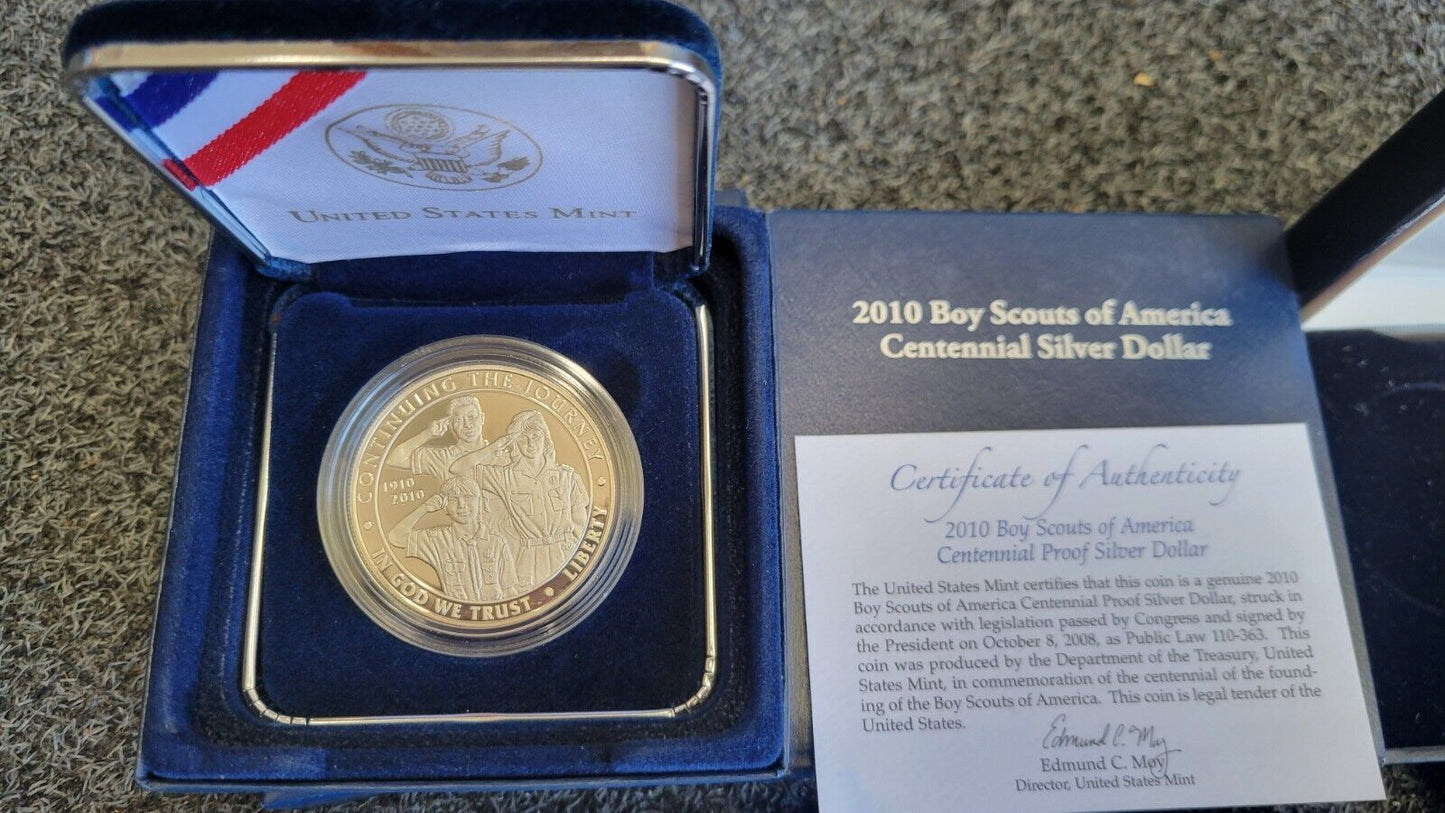 UNITED STATES MINT
CONTINUING THE JOURNEY
1910
2010
IN GOD WE TRUST
LIBERTY
2010 Boy Scouts of America
Centennial Silver Dollar
Certificate of Authenticity
2010 Boy Scouts of America
Centennial Proof Silver Dollar
The United States Mint certifies that this coin is a genuine 2010
Boy Scouts of America Centennial Proof Silver Dollar, struck in
accordance with legislation passed by Congress and signed by
the President on October 8, 2008, as Public Law 110-363. This
coin was produced by the Department of the Treasury, United
States Mint, in commemoration of the centennial of the found-
ing of the Boy Scouts of America. This coin is legal tender of the
United States.
Edmund C. Moy
Edmund C. Moy
Director, United States Mint